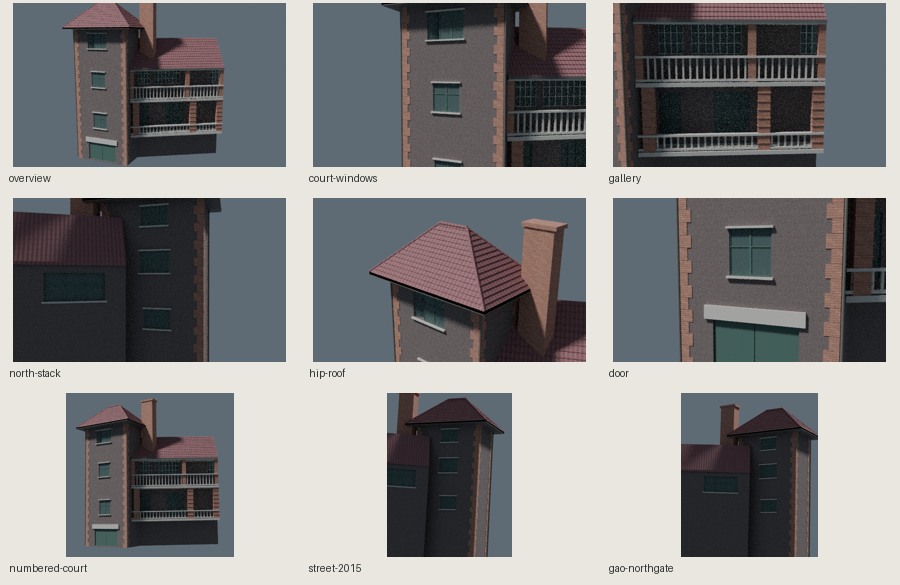 overview
court-windows
gallery
north-stack
hip-roof
door
numbered-court
street-2015
gao-northgate